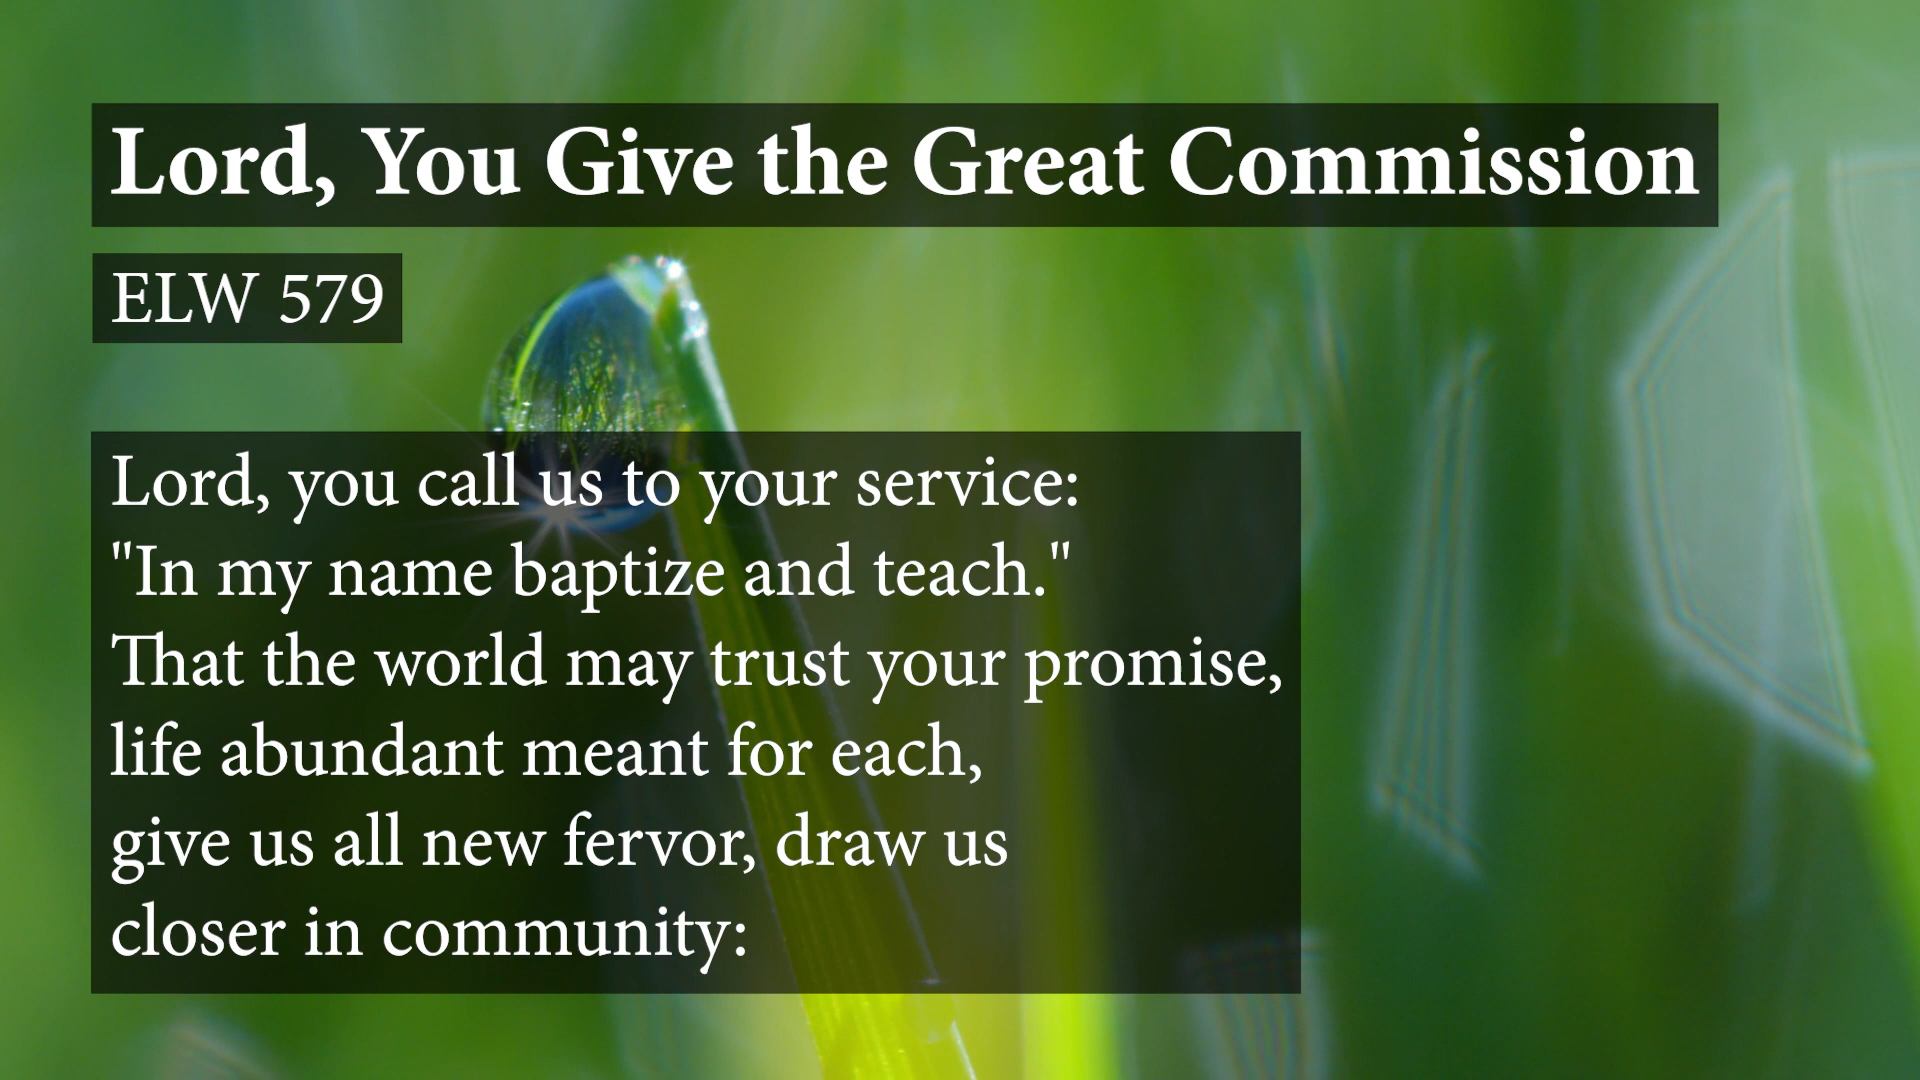 Lord, You Give the Great Commission
ELW 579
Lord, you call us to your service:
"In my name baptize and teach."
That the world may trust your promise,
life abundant meant for each,
give us all new fervor, draw us
closer in community: